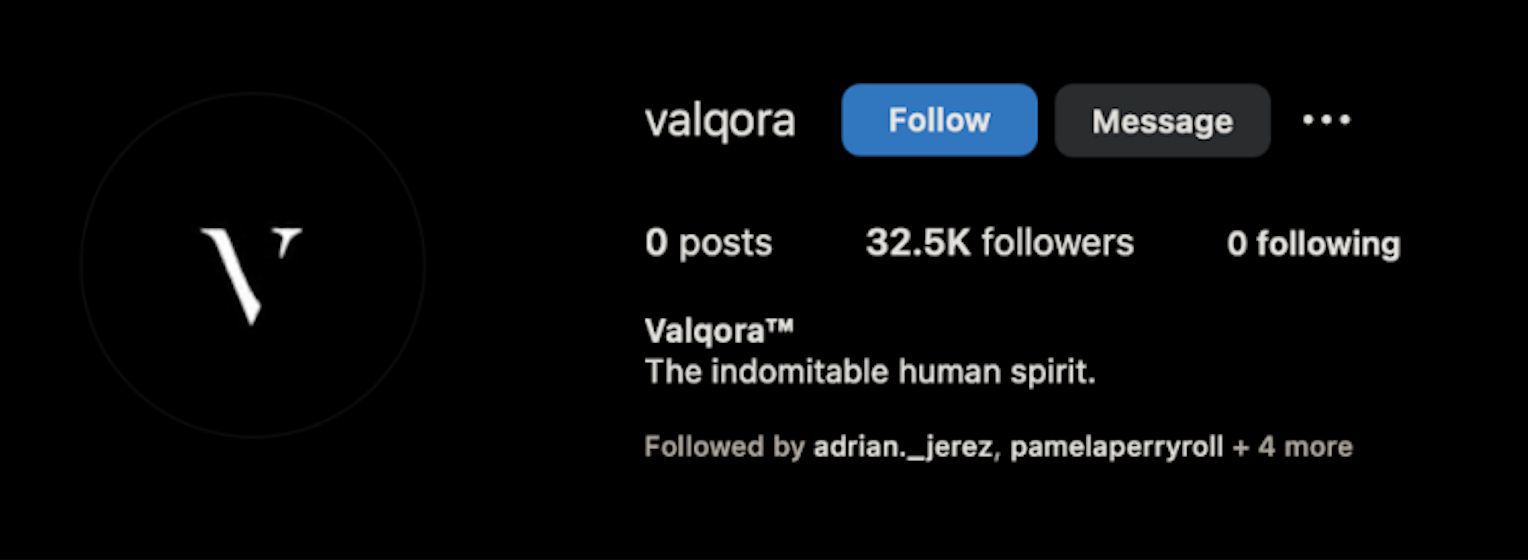 valqora Follow Message ...
0 posts 32.5K followers 0 following
V
Valqora™
The indomitable human spirit.
Followed by adrian._jerez, pamelaperryroll + 4 more